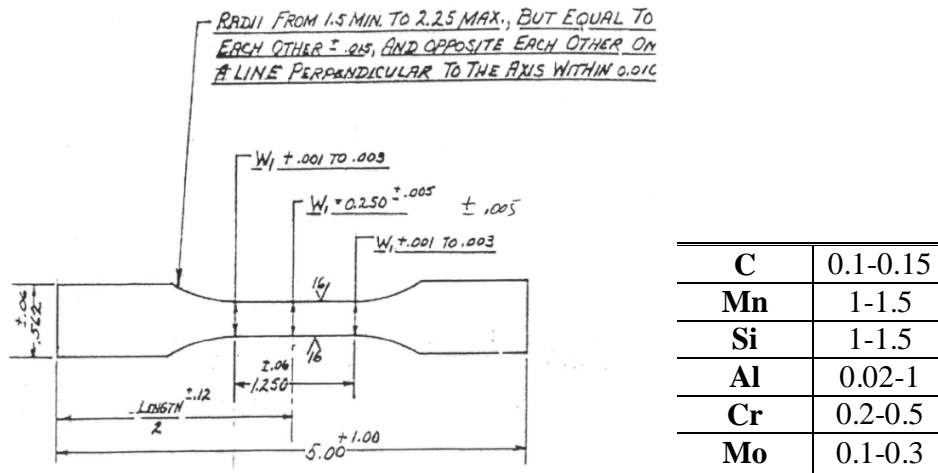 RADII FROM 1.5 MIN. TO 2.25 MAX., BUT EQUAL TO
EACH OTHER ± .015, AND OPPOSITE EACH OTHER ON
A LINE PERPENDICULAR TO THE AXIS WITHIN 0.010
W1 +.001 TO .003
W1 = 0.250 ±.005 ± .005
W1 +.001 TO .003
16
16
±.06
.562
±.06
1.250
LENGTH ±.12
2
5.00 +1.00
C 0.1-0.15
Mn 1-1.5
Si 1-1.5
Al 0.02-1
Cr 0.2-0.5
Mo 0.1-0.3